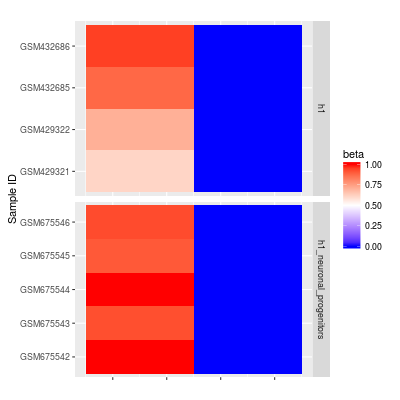 GSM432686
GSM432685
GSM429322
GSM429321
h1
GSM675546
GSM675545
GSM675544
GSM675543
GSM675542
h1_neuronal_progenitors
Sample ID
beta
1.00
0.75
0.50
0.25
0.00